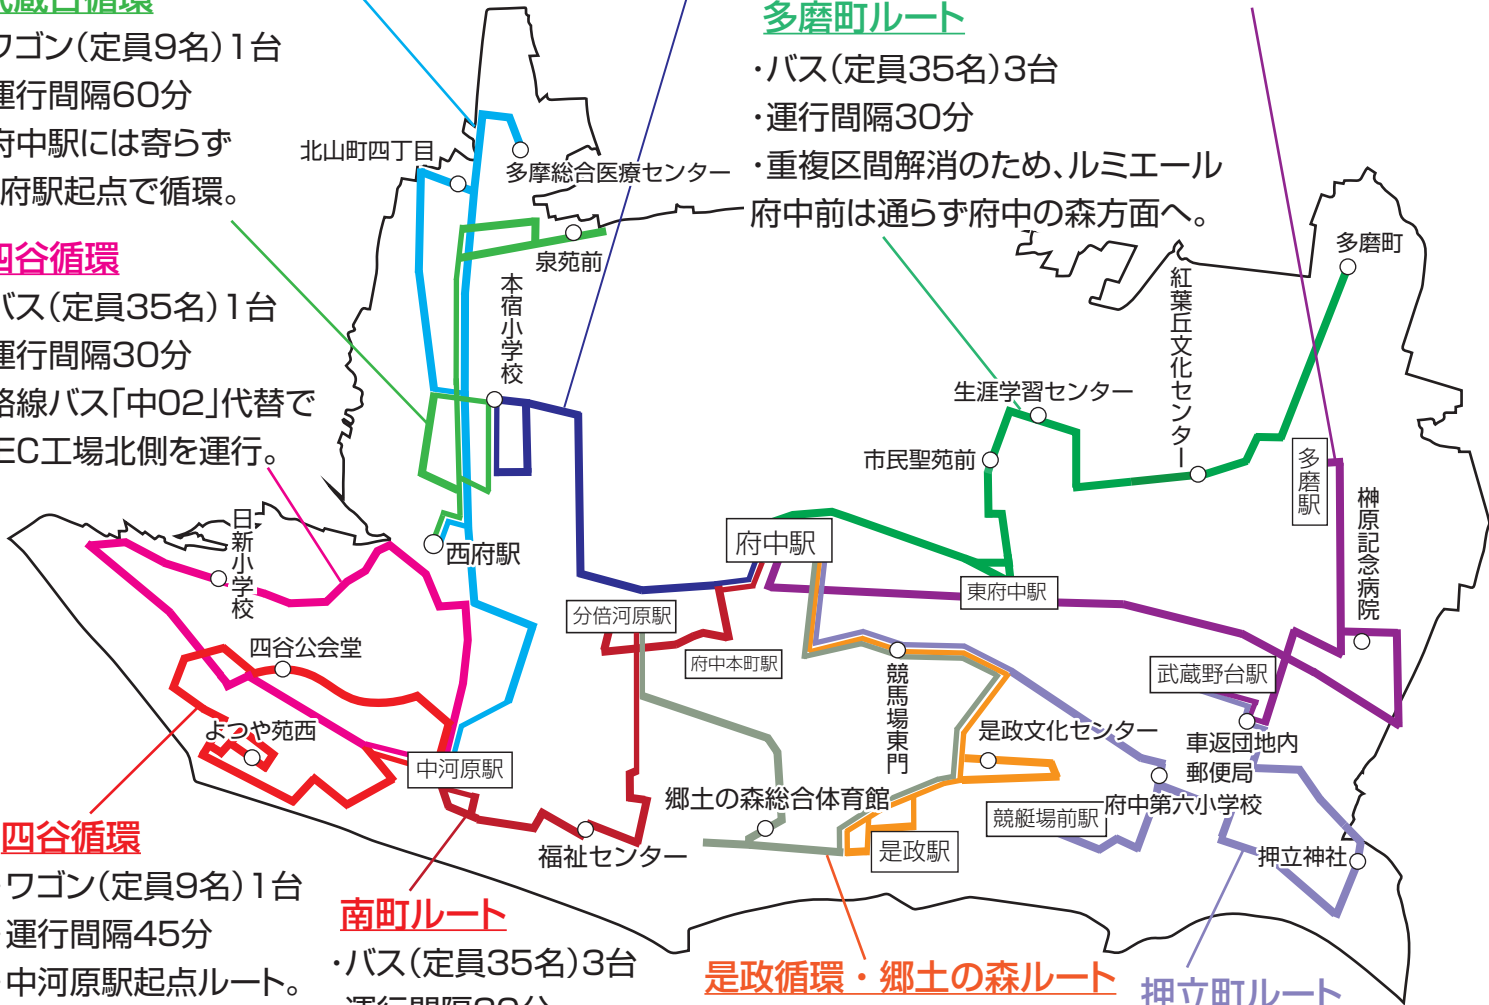 蔵台循環
ワゴン(定員9名)1台
運行間隔60分
府中駅には寄らず
府駅起点で循環。
四谷循環
バス(定員35名)1台
運行間隔30分
路線バス「中02」代替で
EC工場北側を運行。
多磨町ルート
・バス(定員35名)3台
・運行間隔30分
・重複区間解消のため、ルミエール
府中前は通らず府中の森方面へ。
北山町四丁目
多摩総合医療センター
泉苑前
本宿小学校
多磨町
紅葉丘文化センター
生涯学習センター
市民聖苑前
多磨駅
榊原記念病院
日新小学校
西府駅
府中駅
東府中駅
分倍河原駅
府中本町駅
四谷公会堂
よつや苑西
中河原駅
競馬場東門
是政文化センター
武蔵野台駅
車返団地内
郵便局
府中第六小学校
競艇場前駅
郷土の森総合体育館
是政駅
押立神社
福祉センター
四谷循環
ワゴン(定員9名)1台
運行間隔45分
中河原駅起点ルート。
南町ルート
・バス(定員35名)3台
是政循環・郷土の森ルート
押立町ルート